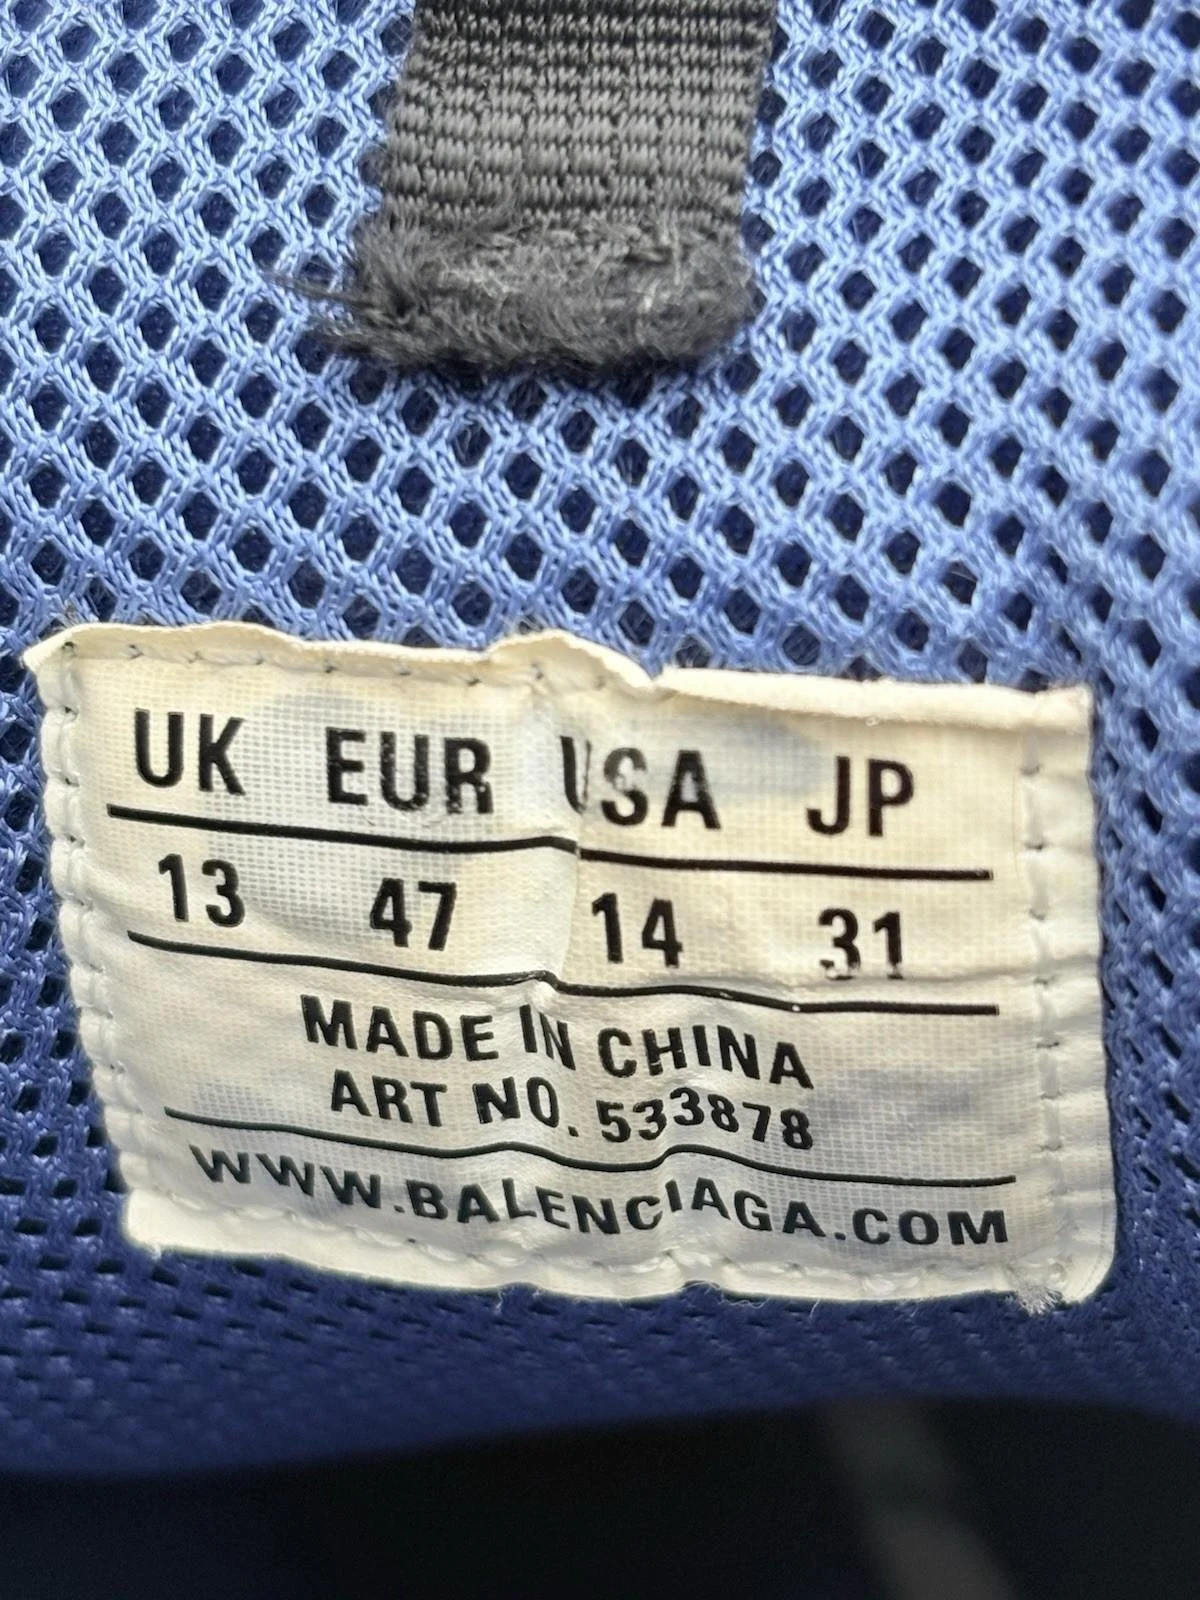 UK EUR USA JP
13 47 14 31
MADE IN CHINA
ART NO. 533878
WWW.BALENCIAGA.COM